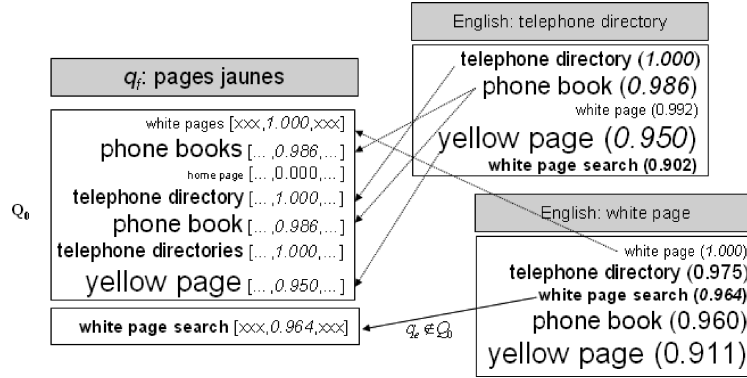 English: telephone directory
telephone directory (1.000)
phone book (0.986)
white page (0.992)
yellow page (0.950)
white page search (0.902)
qf: pages jaunes
white pages [xxx,1.000,xxx]
phone books [... ,0.986,...]
home page [... ,0.000,... ]
telephone directory [... ,1.000,... ]
phone book [... ,0.986,... ]
telephone directories [... ,1.000,... ]
yellow page [... ,0.950,... ]
Q0
white page search [xxx,0.964,xxx]
qe ∉ Q0
English: white page
white page (1.000)
telephone directory (0.975)
white page search (0.964)
phone book (0.960)
yellow page (0.911)